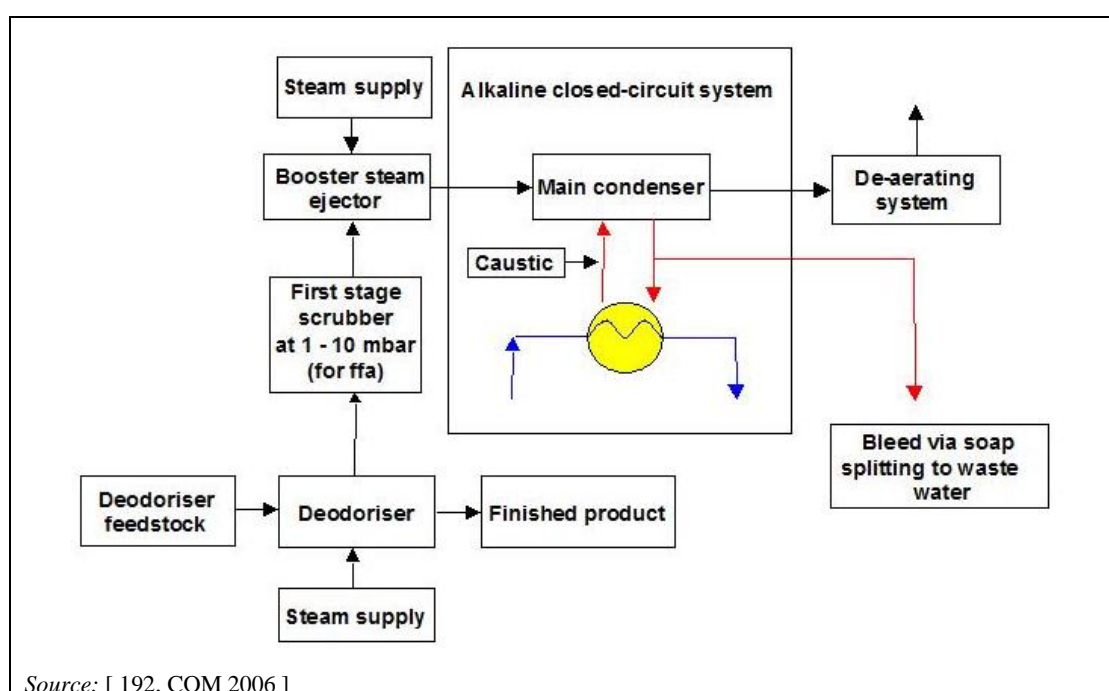 Steam supply
Alkaline closed-circuit system
Booster steam
ejector
Main condenser
De-aerating
system
Caustic
First stage
scrubber
at 1 - 10 mbar
(for ffa)
Bleed via soap
splitting to waste
water
Deodoriser
feedstock
Deodoriser
Finished product
Steam supply
Source: [ 192, COM 2006 ]